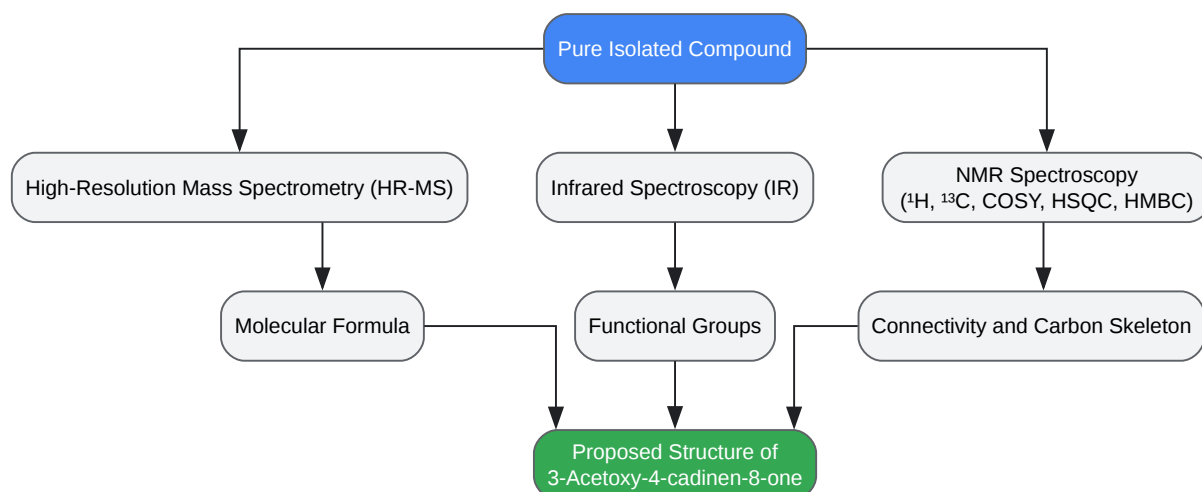 Pure Isolated Compound
High-Resolution Mass Spectrometry (HR-MS)
Infrared Spectroscopy (IR)
NMR Spectroscopy
(¹H, ¹³C, COSY, HSQC, HMBC)
Molecular Formula
Functional Groups
Connectivity and Carbon Skeleton
Proposed Structure of
3-Acetoxy-4-cadinen-8-one